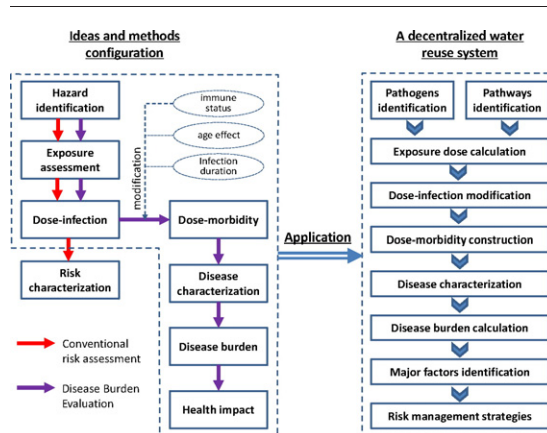 Ideas and methods
configuration
Hazard
identification
Exposure
assessment
Dose-infection
Risk
characterization
modification
immune
status
age effect
Infection
duration
Dose-morbidity
Disease
characterization
Disease burden
Health impact
Conventional
risk assessment
Disease Burden
Evaluation
Application
A decentralized water
reuse system
Pathogens
identification
Pathways
identification
Exposure dose calculation
Dose-infection modification
Dose-morbidity construction
Disease characterization
Disease burden calculation
Major factors identification
Risk management strategies